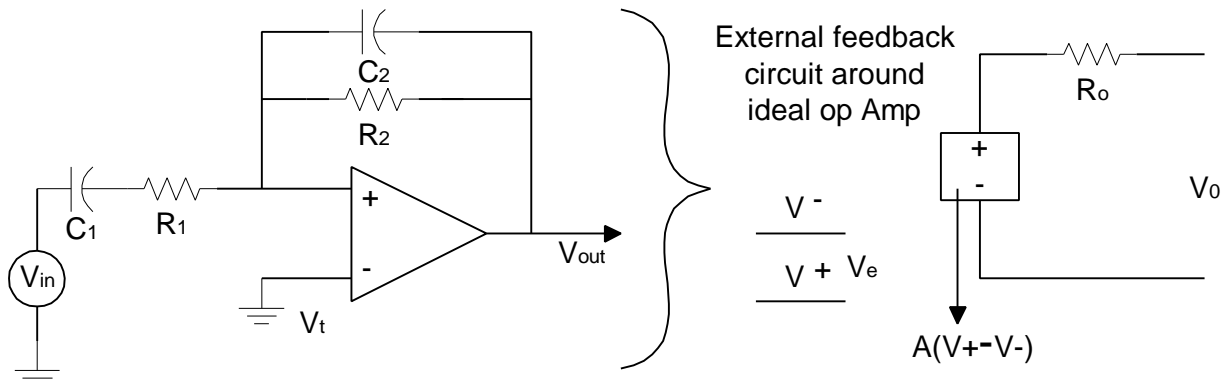 C2
R2
C1
R1
+
-
Vin
Vt
Vout
External feedback
circuit around
ideal op Amp
V -
V + Ve
Ro
+
-
V0
A(V+-V-)